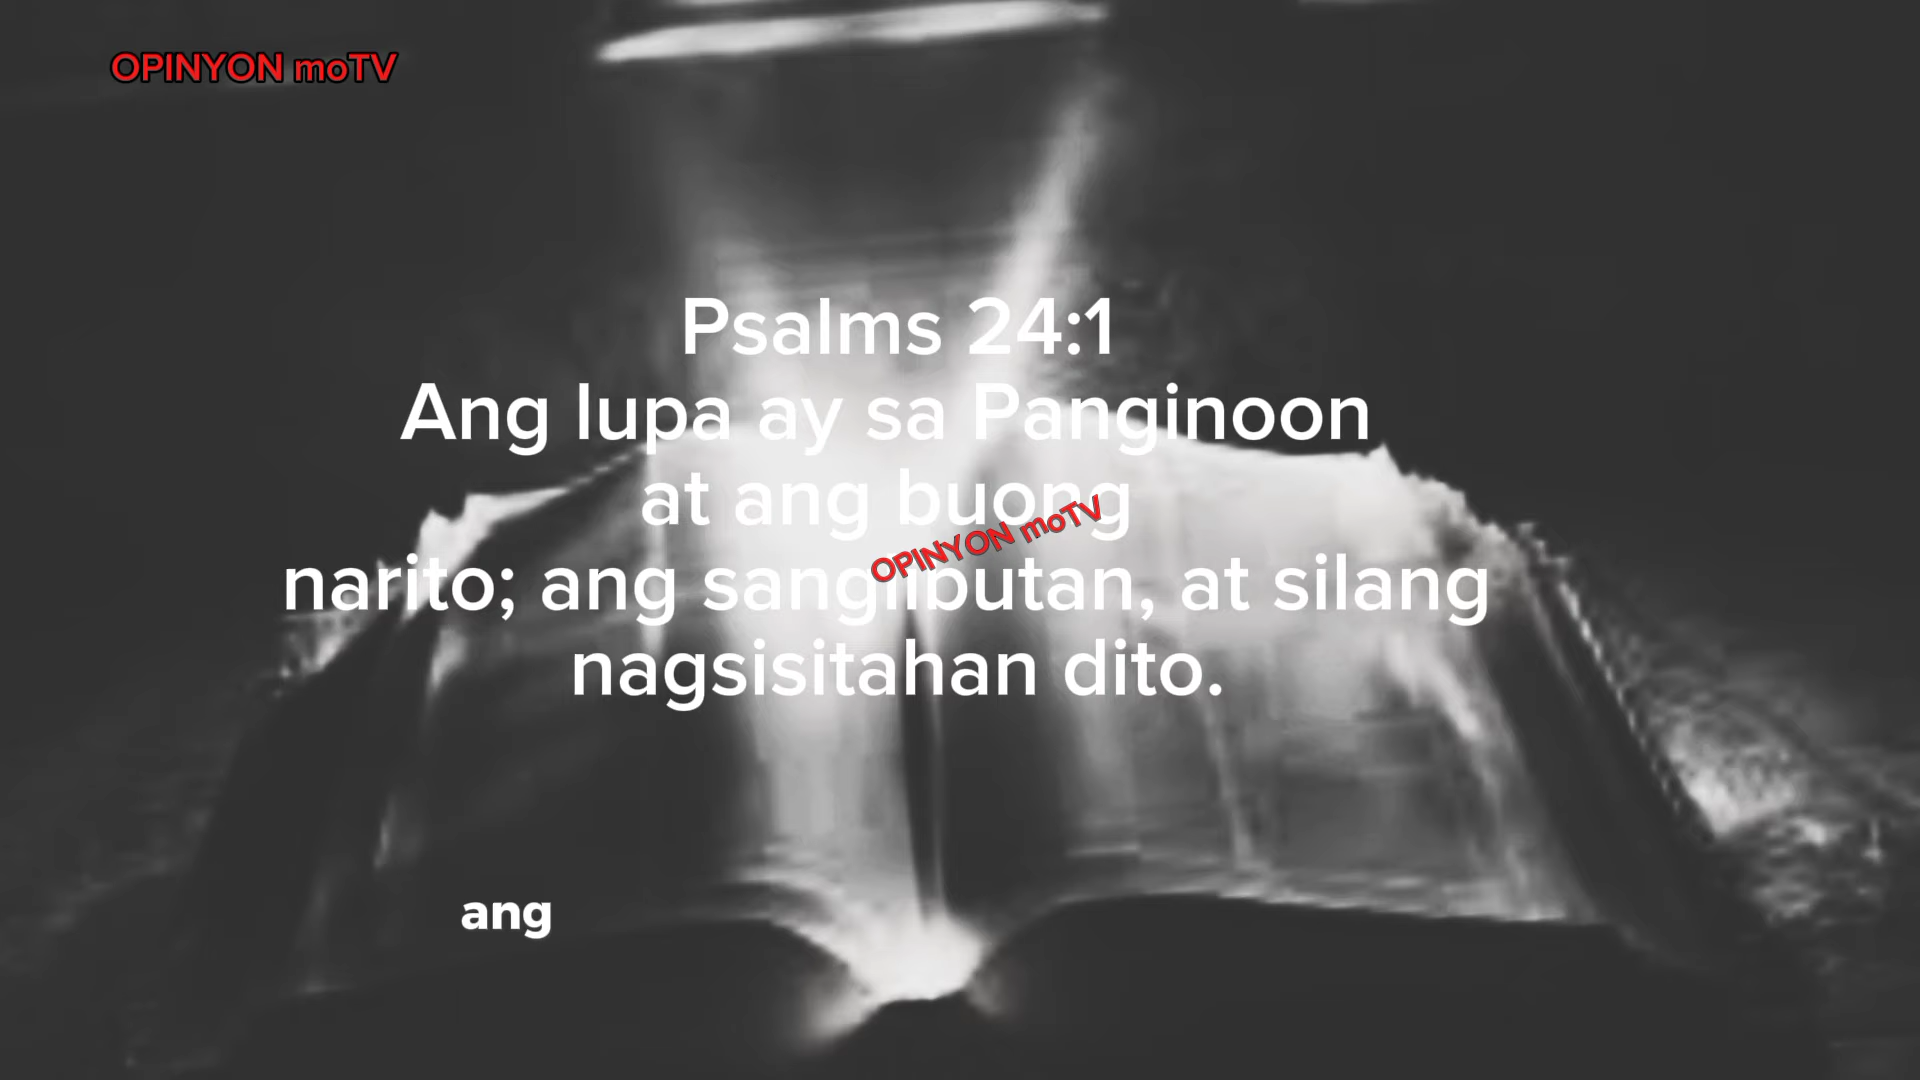 OPINYON moTV
Psalms 24:1
Ang lupa ay sa Panginoon
at ang buong
OPINYON moTV
narito; ang sanglibutan, at silang
nagsisitahan dito.
ang